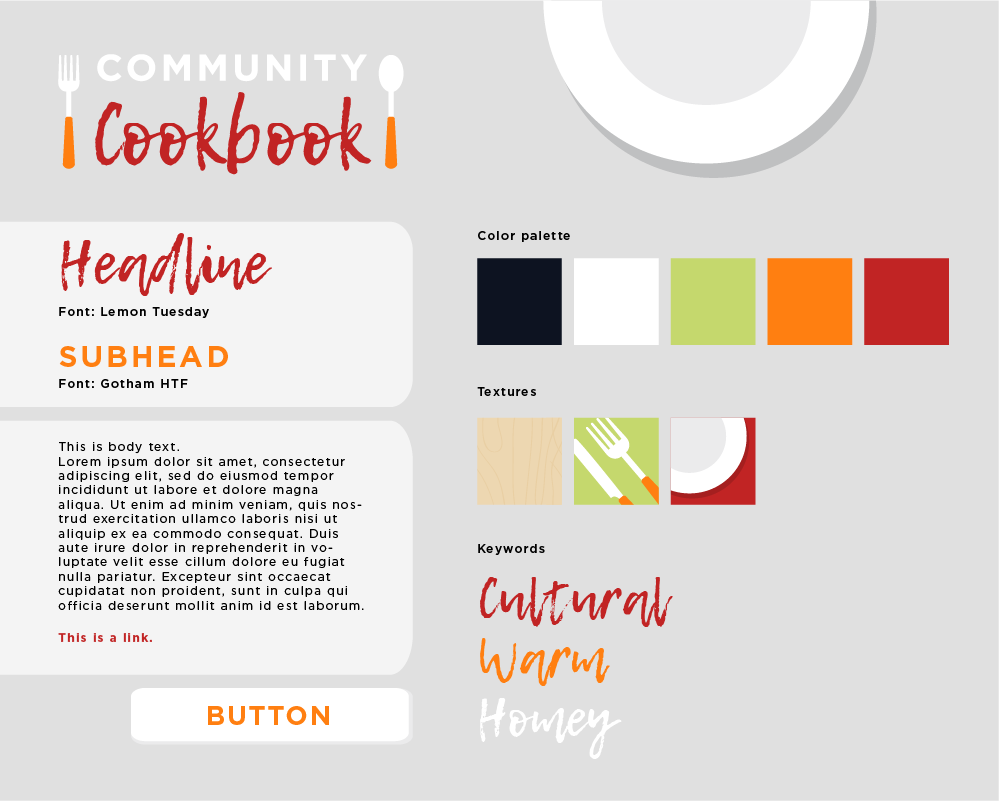 COMMUNITY
Cookbook
Headline
Font: Lemon Tuesday
SUBHEAD
Font: Gotham HTF
This is body text.
Lorem ipsum dolor sit amet, consectetur
adipiscing elit, sed do eiusmod tempor
incididunt ut labore et dolore magna
aliqua. Ut enim ad minim veniam, quis nos-
trud exercitation ullamco laboris nisi ut
aliquip ex ea commodo consequat. Duis
aute irure dolor in reprehenderit in vo-
luptate velit esse cillum dolore eu fugiat
nulla pariatur. Excepteur sint occaecat
cupidatat non proident, sunt in culpa qui
officia deserunt mollit anim id est laborum.
This is a link.
BUTTON
Color palette
Textures
Keywords
Cultural
Warm
Homey